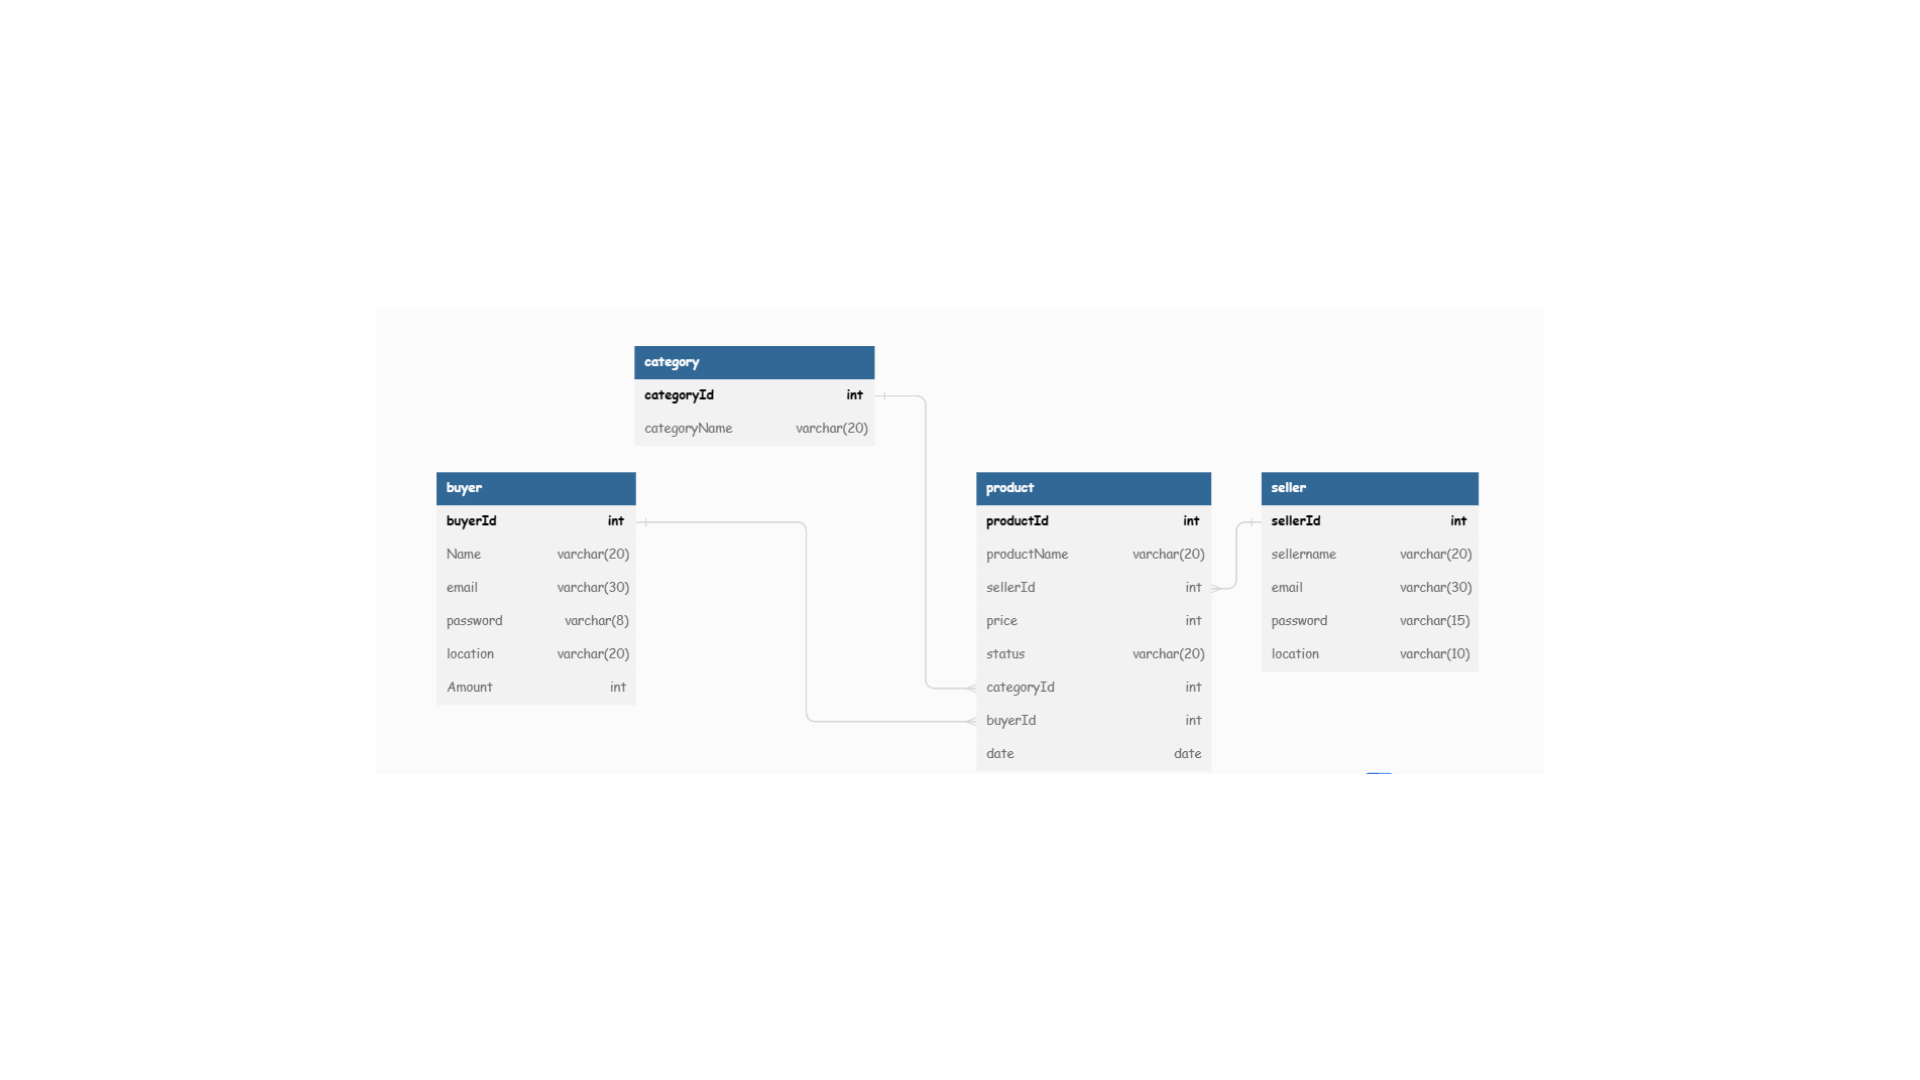 category
categoryId int
categoryName varchar(20)
buyer
buyerId int
Name varchar(20)
email varchar(30)
password varchar(8)
location varchar(20)
Amount int
product
productId int
productName varchar(20)
sellerId int
price int
status varchar(20)
categoryId int
buyerId int
date date
seller
sellerId int
sellername varchar(20)
email varchar(30)
password varchar(15)
location varchar(10)